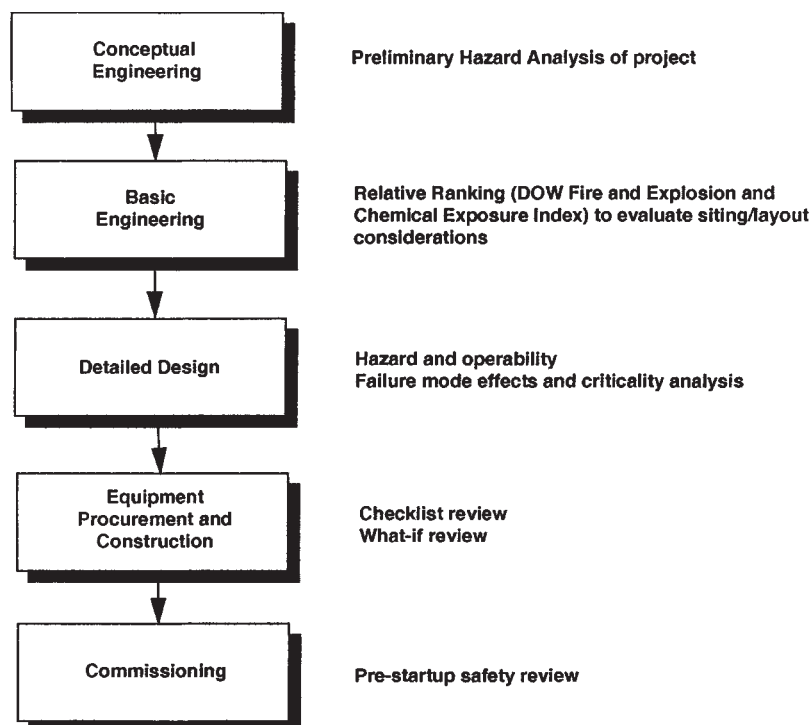 Conceptual
Engineering
Preliminary Hazard Analysis of project
Basic
Engineering
Relative Ranking (DOW Fire and Explosion and
Chemical Exposure Index) to evaluate siting/layout
considerations
Detailed Design
Hazard and operability
Failure mode effects and criticality analysis
Equipment
Procurement and
Construction
Checklist review
What-if review
Commissioning
Pre-startup safety review